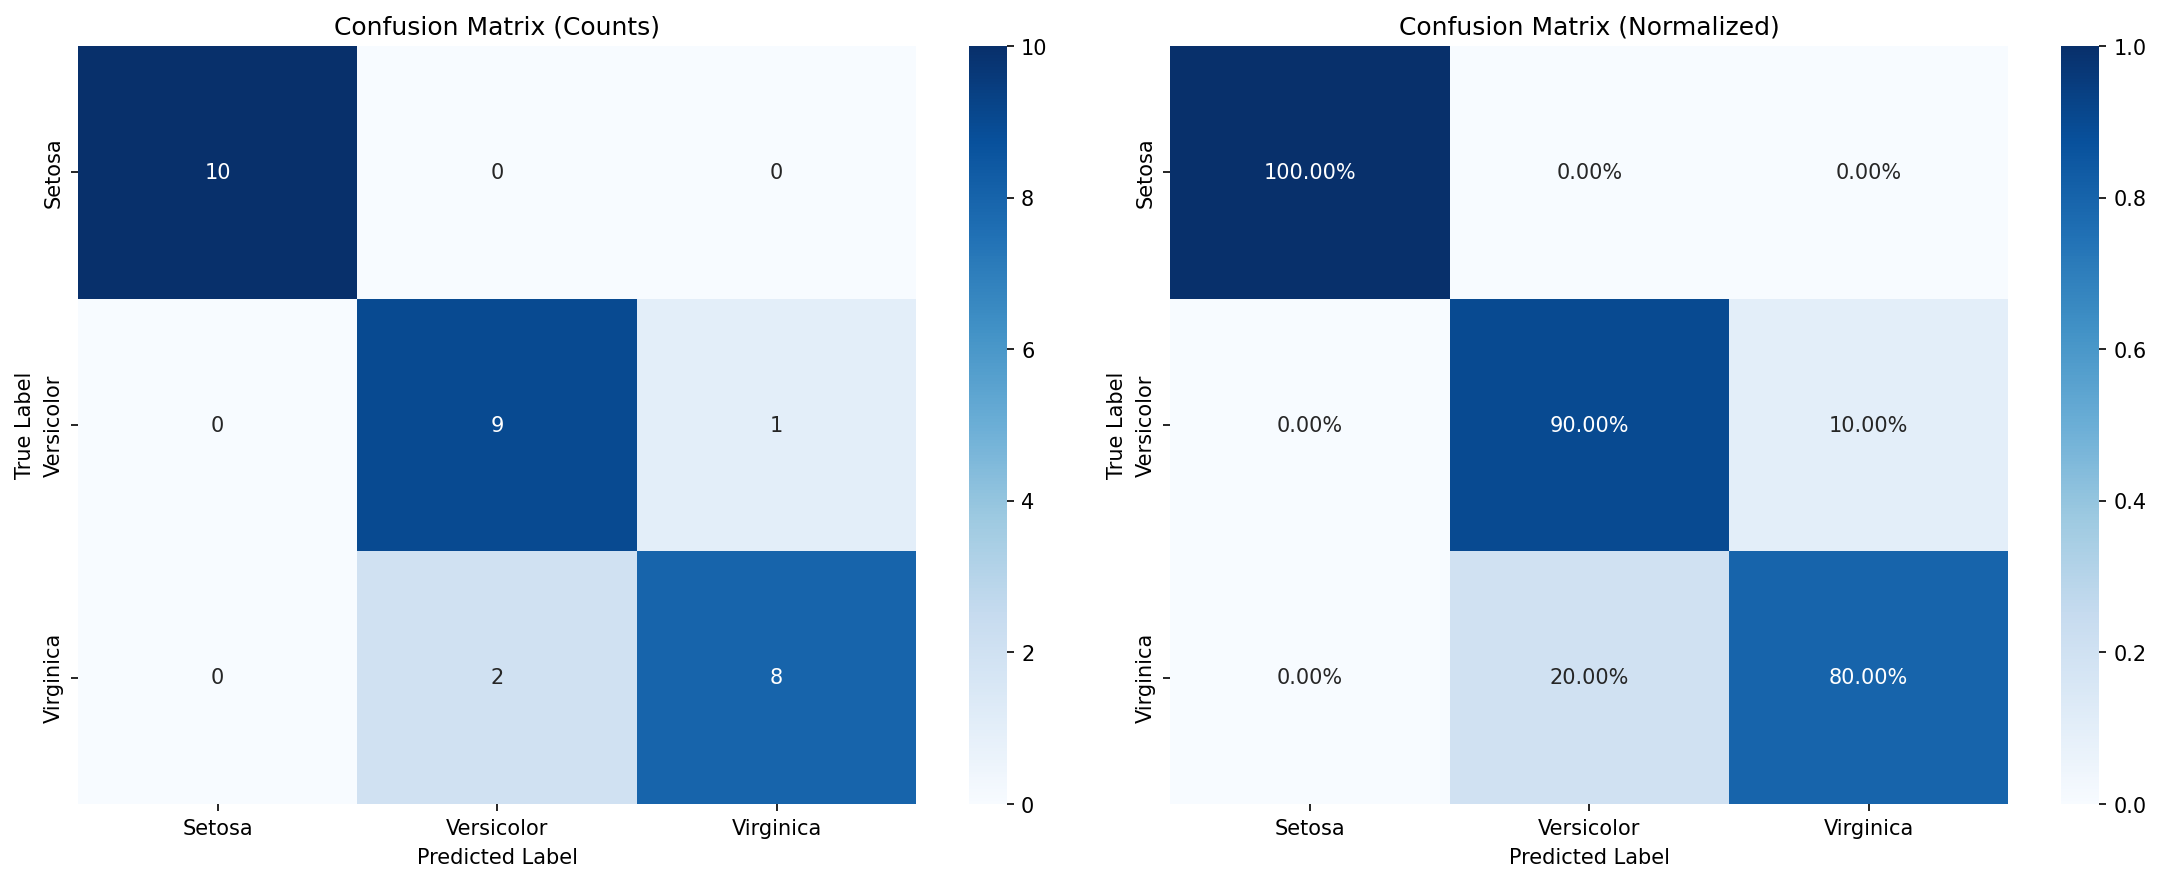 Confusion Matrix (Counts)
Setosa
Versicolor
Virginica
True Label
10 0 0
0 9 1
0 2 8
Setosa Versicolor Virginica
Predicted Label
10
8
6
4
2
0
Confusion Matrix (Normalized)
Setosa
Versicolor
Virginica
True Label
100.00% 0.00% 0.00%
0.00% 90.00% 10.00%
0.00% 20.00% 80.00%
Setosa Versicolor Virginica
Predicted Label
1.0
0.8
0.6
0.4
0.2
0.0